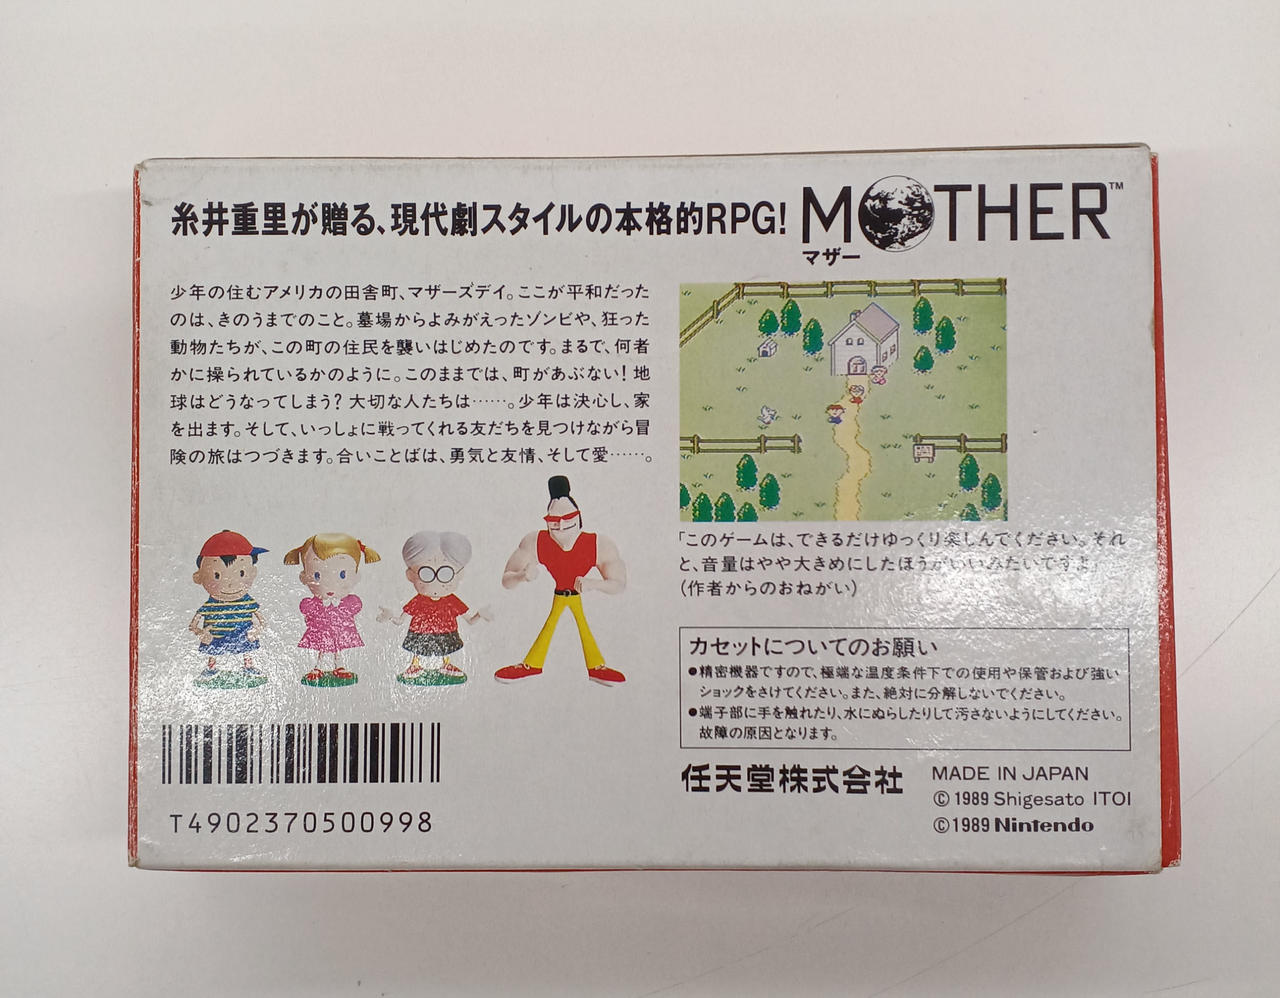 糸井重里が贈る、現代劇スタイルの本格的RPG!
MOTHER™
マザー
少年の住むアメリカの田舎町、マザーズデイ。ここが平和だった
のは、きのうまでのこと。墓場からよみがえったゾンビや、狂った
動物たちが、この町の住民を襲いはじめたのです。まるで、何者
かに操られているかのように。このままでは、町があぶない! 地
球はどうなってしまう? 大切な人たちは……。少年は決心し、家
を出ます。そして、いっしょに戦ってくれる友だちを見つけながら冒
険の旅はつづきます。合いことばは、勇気と友情、そして愛……。
「このゲームは、できるだけゆっくり楽しんでください。それ
と、音量はやや大きめにしたほうがいいみたいですよ」
(作者からのおねがい)
カセットについてのお願い
●精密機器ですので、極端な温度条件下での使用や保管および強い
ショックをさけてください。また、絶対に分解しないでください。
●端子部に手を触れたり、水にぬらしたりして汚さないようにしてください。
故障の原因となります。
T4902370500998
任天堂株式会社
MADE IN JAPAN
©1989 Shigesato ITOI
©1989 Nintendo